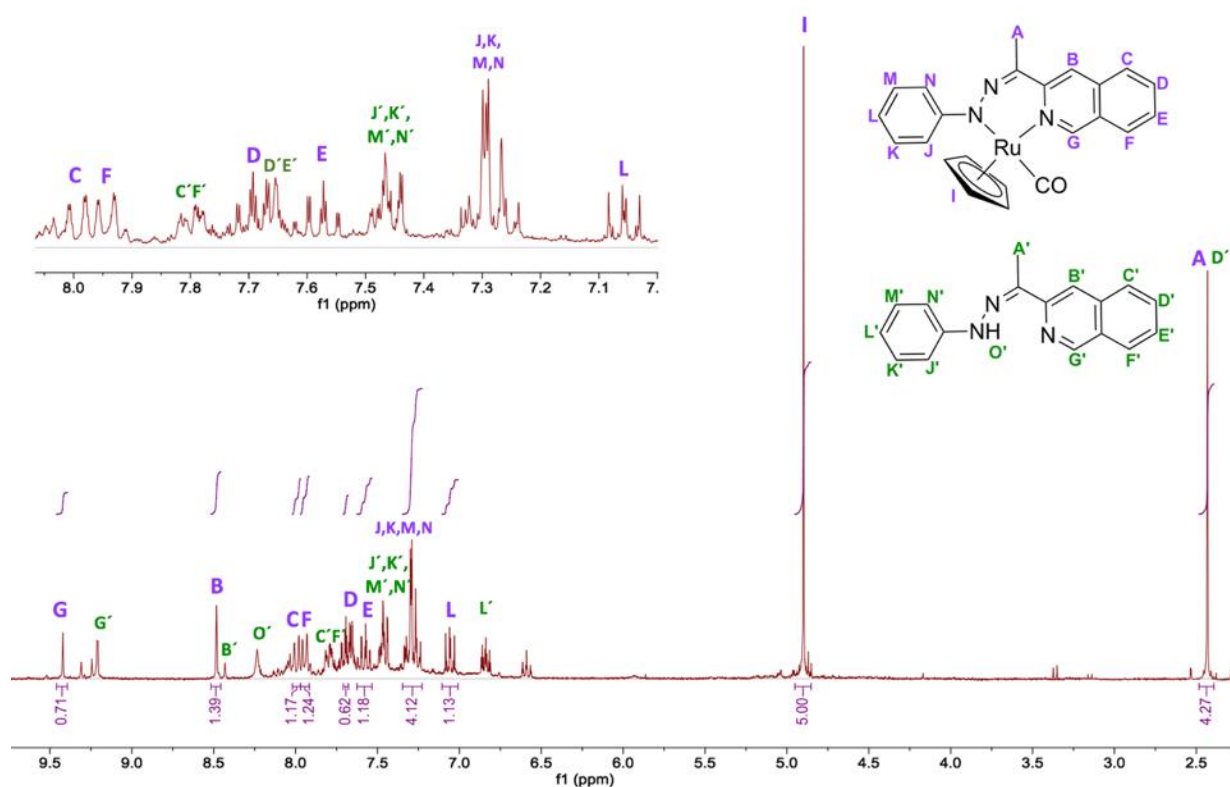 J,K,
M,N
J´,K´,
M´,N´
C
F
C´F´
D
D´E´
E
L
8.0 7.9 7.8 7.7 7.6 7.5 7.4 7.3 7.2 7.1 7.
f1 (ppm)
I
A
B
C
D
E
F
G
M
N
L
K
J
N
N
N
Ru
CO
I
A'
B'
C'
D'
E'
F'
G'
M'
N'
L'
K'
J'
N
NH
N
O'
A D´
J,K,M,N
J´,K´,
M´,N´
G
G´
B
B´
O´
C F
C´F´
D
E
L
L´
0.71
1.39
1.17
1.24
0.62
1.18
4.12
1.13
5.00
4.27
9.5 9.0 8.5 8.0 7.5 7.0 6.5 6.0 5.5 5.0 4.5 4.0 3.5 3.0 2.5
f1 (ppm)